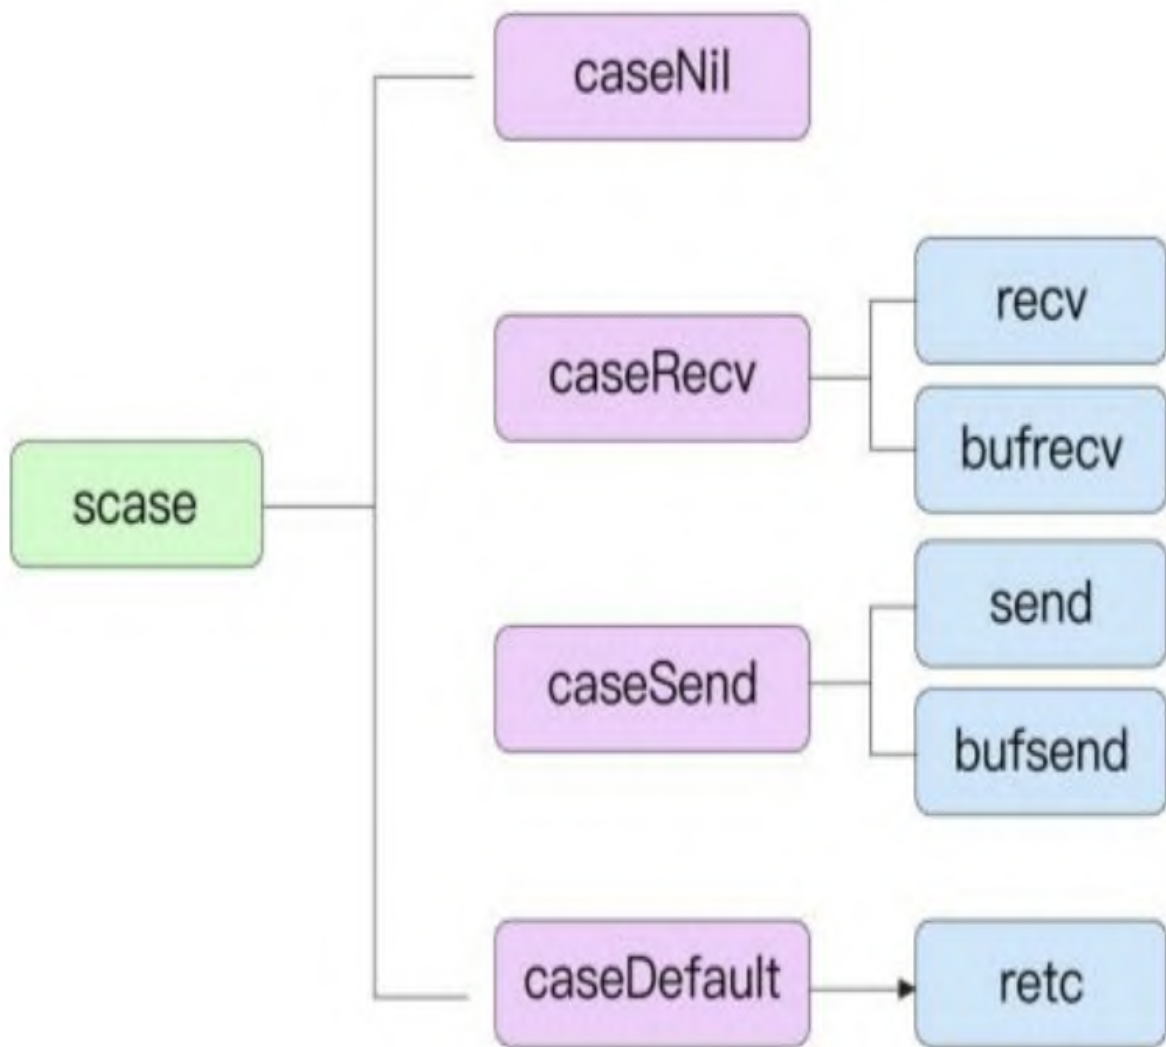 caseNil
recv
caseRecv
bufrecv
scase
send
caseSend
bufsend
caseDefault
retc